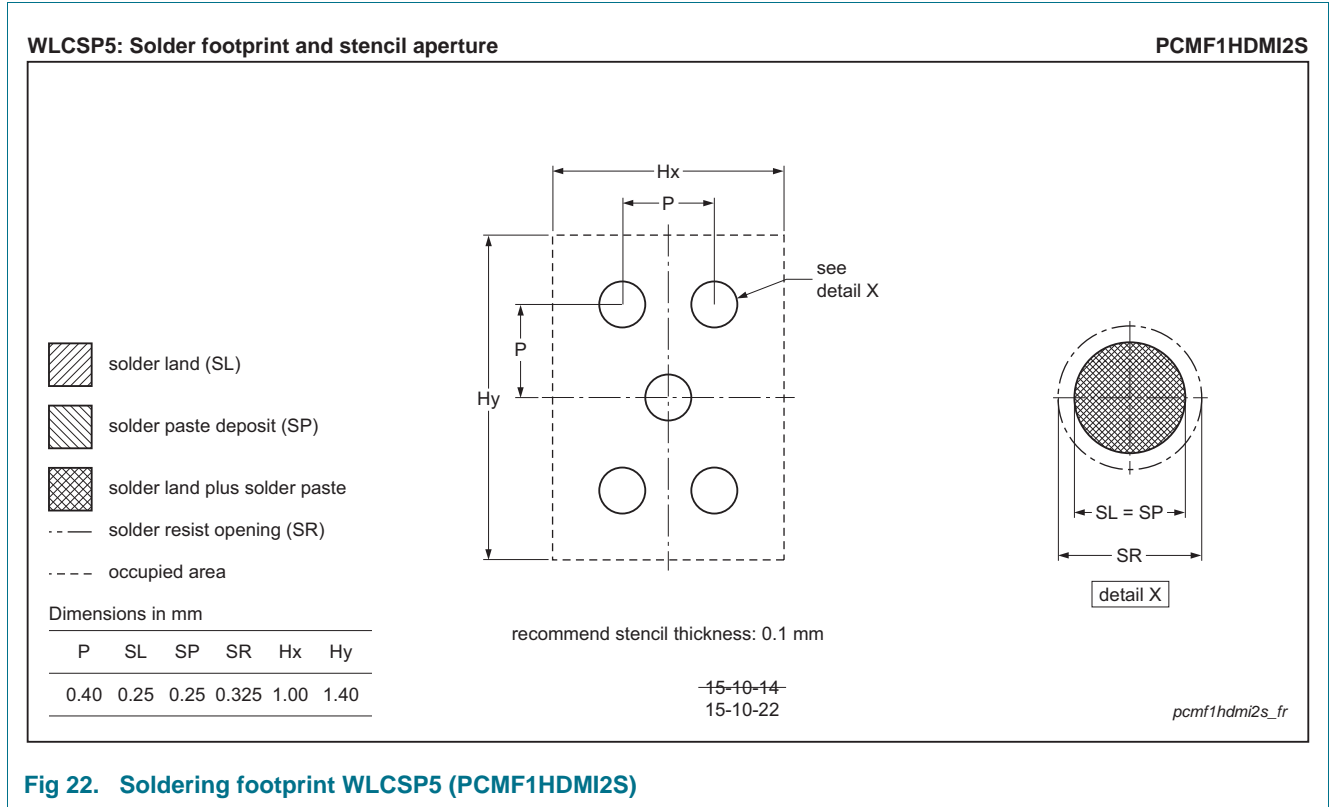 WLCSP5: Solder footprint and stencil aperture PCMF1HDMI2S
Hx
P
see
detail X
P
Hy
solder land (SL)
solder paste deposit (SP)
solder land plus solder paste
solder resist opening (SR)
occupied area
SL = SP
SR
detail X
Dimensions in mm
P SL SP SR Hx Hy
0.40 0.25 0.25 0.325 1.00 1.40
recommend stencil thickness: 0.1 mm
15-10-14
15-10-22
pcmf1hdmi2s_fr
Fig 22. Soldering footprint WLCSP5 (PCMF1HDMI2S)